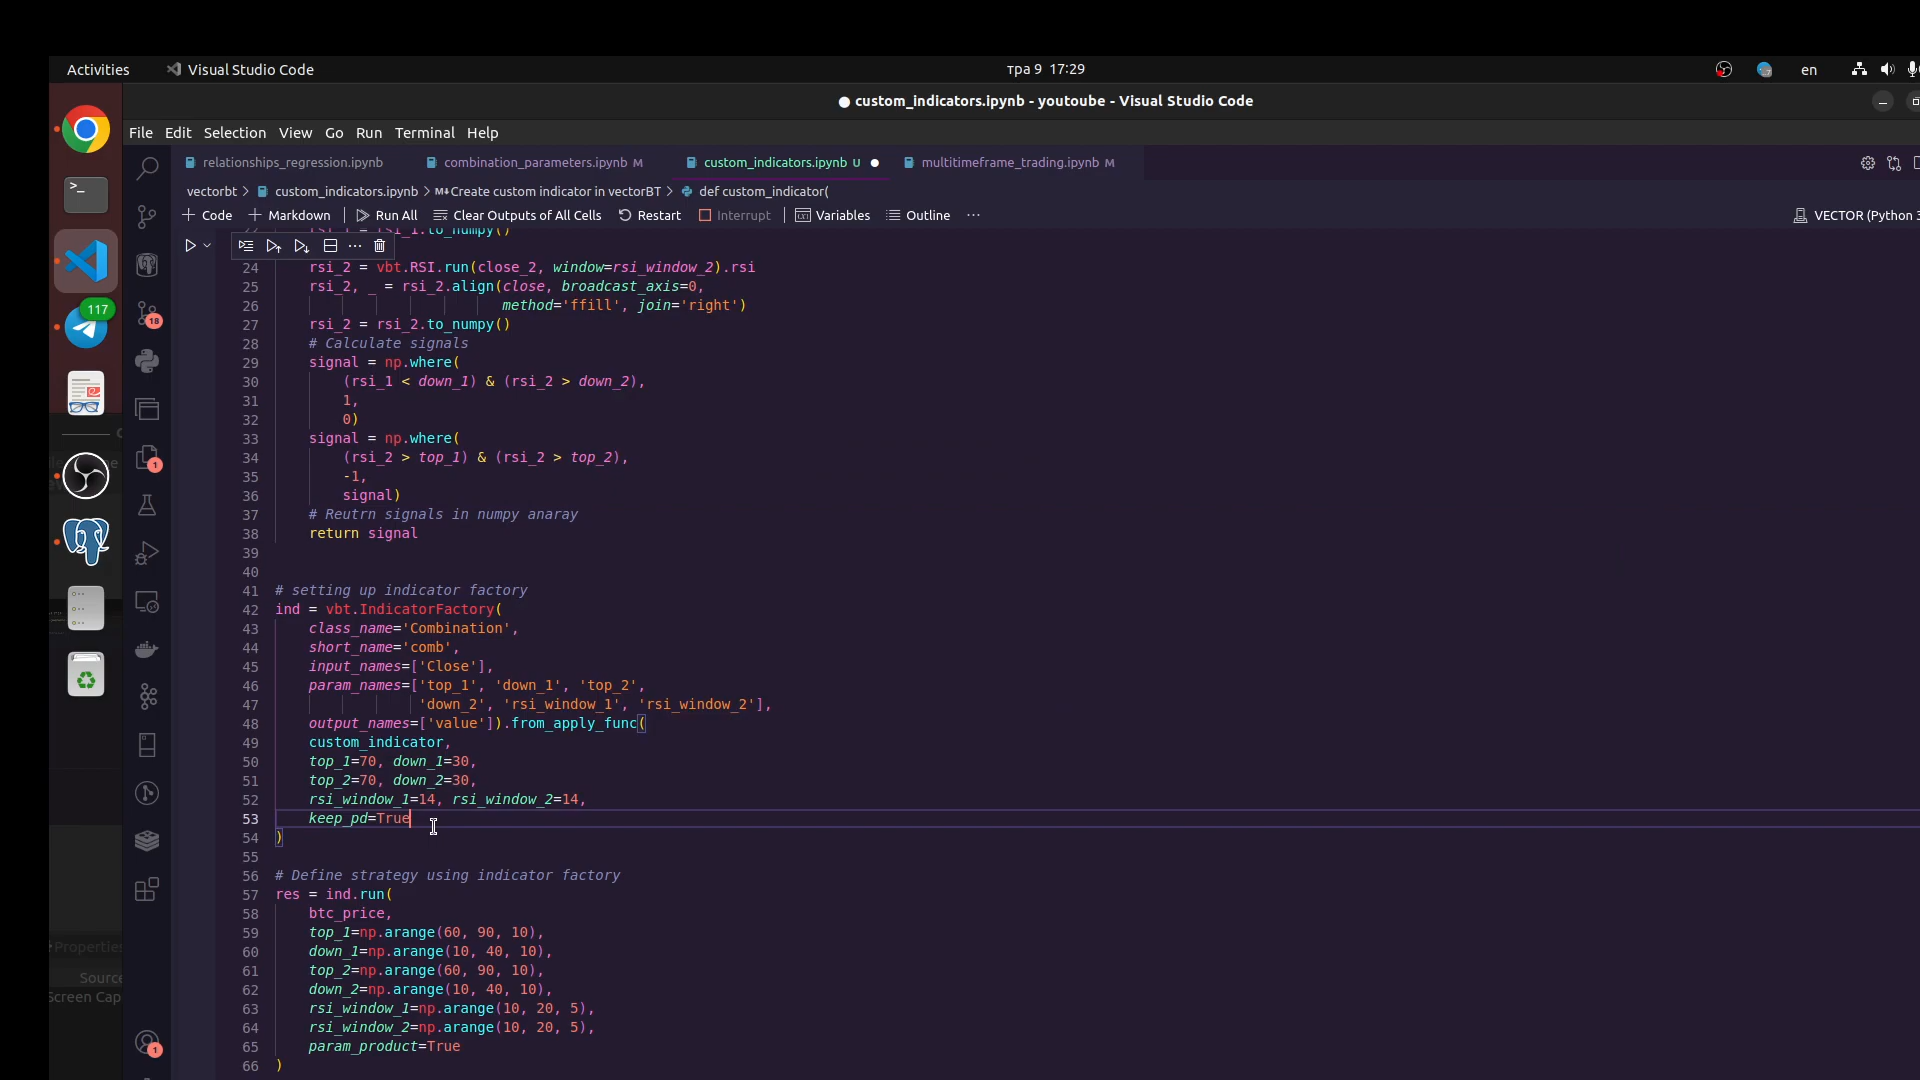 Activities Visual Studio Code тра 9 17:29 en
● custom_indicators.ipynb - youtoube - Visual Studio Code
File Edit Selection View Go Run Terminal Help
relationships_regression.ipynb combination_parameters.ipynb M custom_indicators.ipynb U ● multitimeframe_trading.ipynb M
vectorbt > custom_indicators.ipynb > M↓Create custom indicator in vectorBT > def custom_indicator(
+ Code + Markdown Run All Clear Outputs of All Cells Restart Interrupt Variables Outline ··· VECTOR (Python 3
24 rsi_2 = vbt.RSI.run(close_2, window=rsi_window_2).rsi
25 rsi_2, _ = rsi_2.align(close, broadcast_axis=0,
26 method='ffill', join='right')
27 rsi_2 = rsi_2.to_numpy()
28 # Calculate signals
29 signal = np.where(
30 (rsi_1 < down_1) & (rsi_2 > down_2),
31 1,
32 0)
33 signal = np.where(
34 (rsi_2 > top_1) & (rsi_2 > top_2),
35 -1,
36 signal)
37 # Reutrn signals in numpy anaray
38 return signal
39
40
41 # setting up indicator factory
42 ind = vbt.IndicatorFactory(
43 class_name='Combination',
44 short_name='comb',
45 input_names=['Close'],
46 param_names=['top_1', 'down_1', 'top_2',
47 'down_2', 'rsi_window_1', 'rsi_window_2'],
48 output_names=['value']).from_apply_func(
49 custom_indicator,
50 top_1=70, down_1=30,
51 top_2=70, down_2=30,
52 rsi_window_1=14, rsi_window_2=14,
53 keep_pd=True
54 )
55
56 # Define strategy using indicator factory
57 res = ind.run(
58 btc_price,
59 top_1=np.arange(60, 90, 10),
60 down_1=np.arange(10, 40, 10),
61 top_2=np.arange(60, 90, 10),
62 down_2=np.arange(10, 40, 10),
63 rsi_window_1=np.arange(10, 20, 5),
64 rsi_window_2=np.arange(10, 20, 5),
65 param_product=True
66 )
117
18
1
1
Properties
Source
Screen Cap